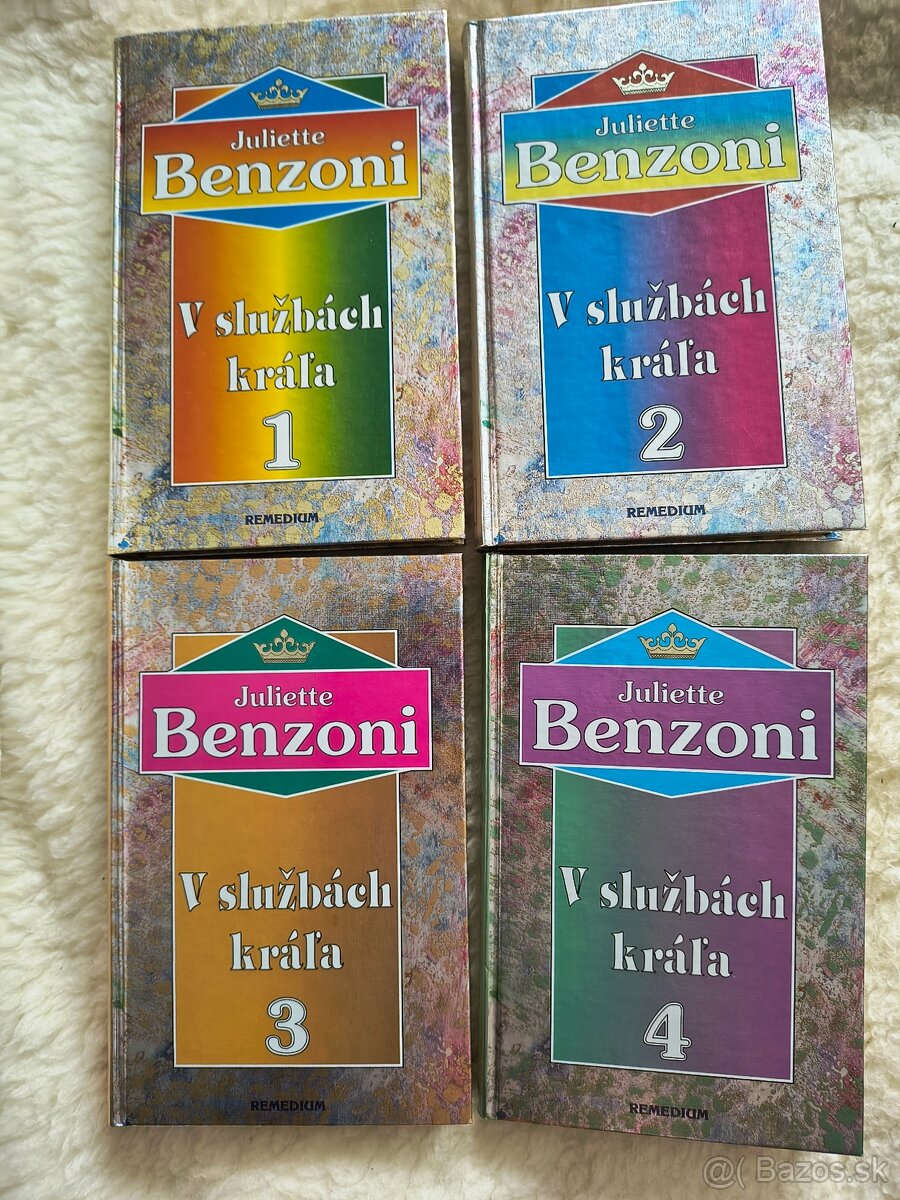 Juliette
Benzoni
V službách
kráľa
1
REMEDIUM
Juliette
Benzoni
V službách
kráľa
2
REMEDIUM
Juliette
Benzoni
V službách
kráľa
3
REMEDIUM
Juliette
Benzoni
V službách
kráľa
4
REMEDIUM
@( Bazos.sk